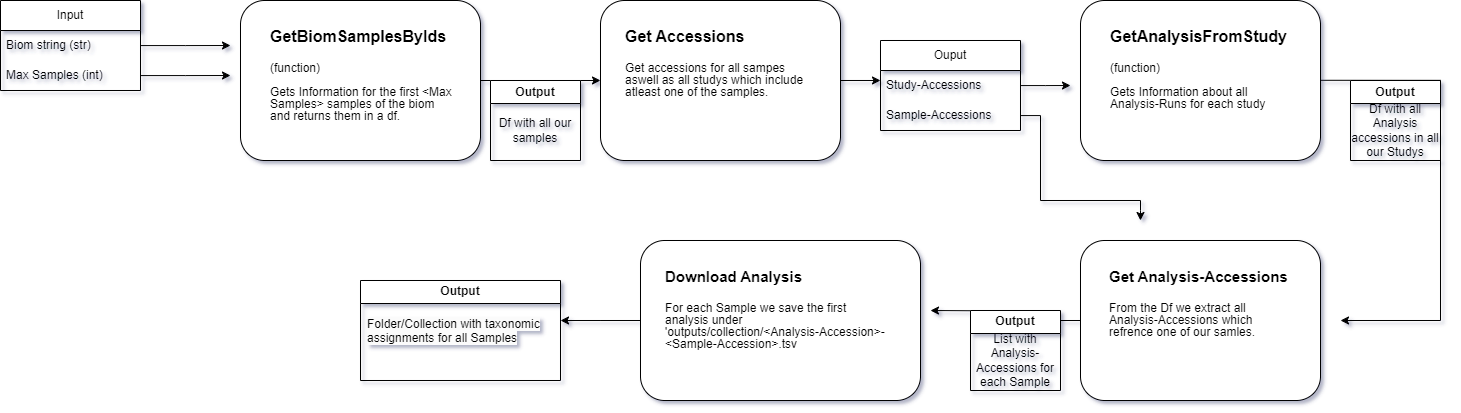 Input
Biom string (str)
Max Samples (int)
GetBiomSamplesByIds
(function)
Gets Information for the first <Max
Samples> samples of the biom
and returns them in a df.
Output
Df with all our
samples
Get Accessions
Get accessions for all sampes
aswell as all studys which include
atleast one of the samples.
Ouput
Study-Accessions
Sample-Accessions
GetAnalysisFromStudy
(function)
Gets Information about all
Analysis-Runs for each study
Output
Df with all
Analysis
accessions in all
our Studys
Get Analysis-Accessions
From the Df we extract all
Analysis-Accessions which
refrence one of our samles.
Output
List with
Analysis-
Accessions for
each Sample
Download Analysis
For each Sample we save the first
analysis under
'outputs/collection/<Analysis-Accession>-
<Sample-Accession>.tsv
Output
Folder/Collection with taxonomic
assignments for all Samples